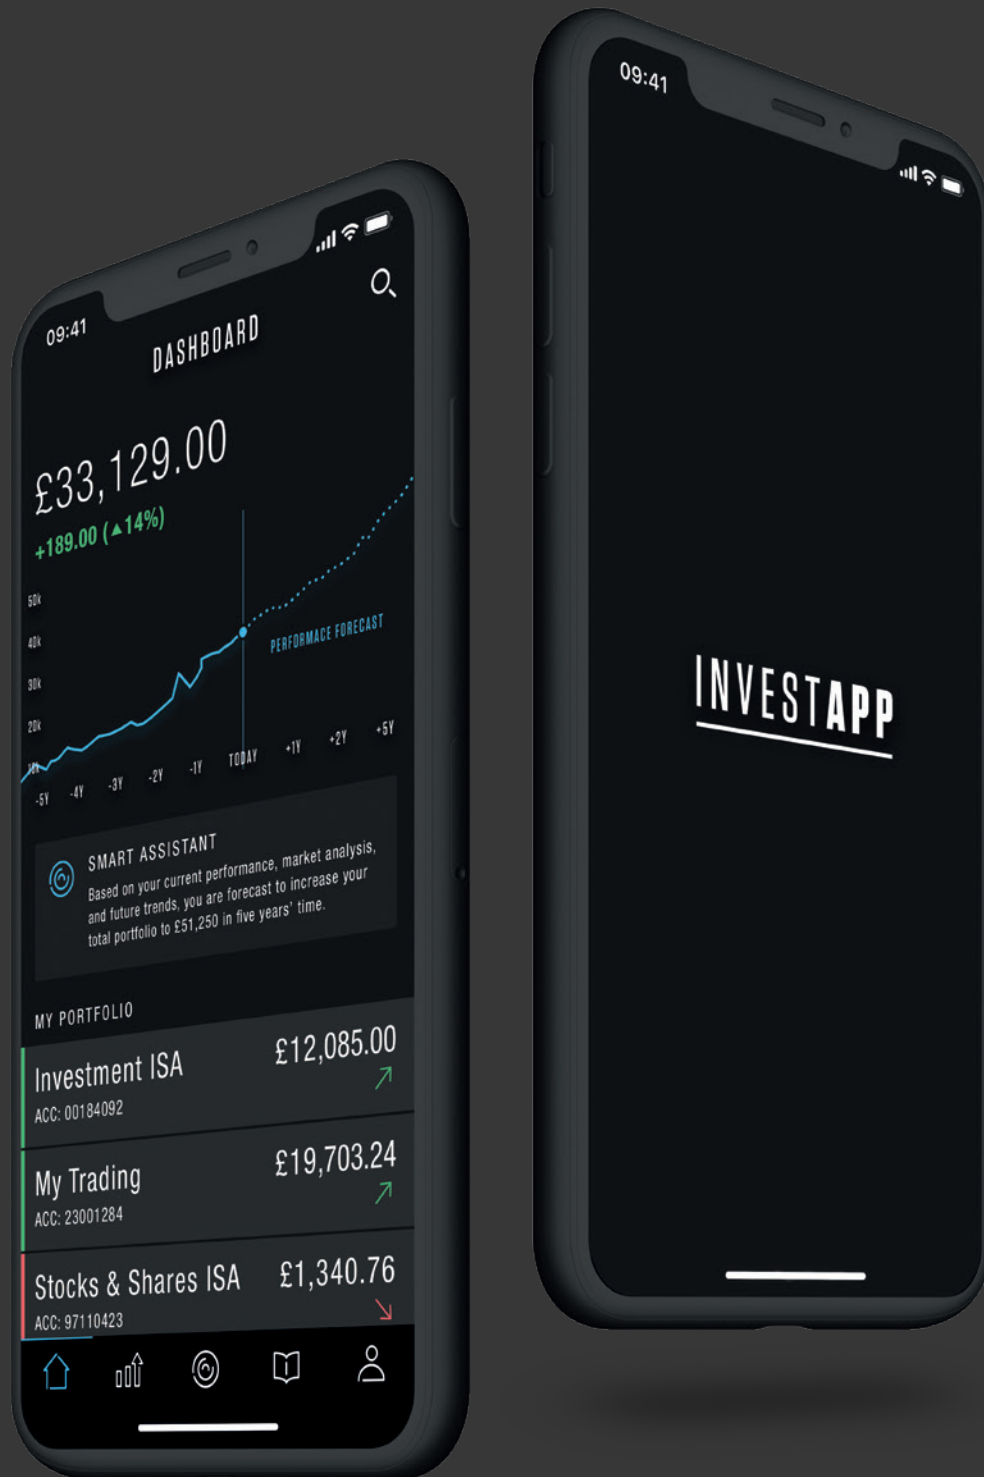 09:41
DASHBOARD
£33,129.00
+189.00 (▲14%)
50k
40k
30k
20k
10k
PERFORMACE FORECAST
-5Y -4Y -3Y -2Y -1Y TODAY +1Y +2Y +5Y
SMART ASSISTANT
Based on your current performance, market analysis,
and future trends, you are forecast to increase your
total portfolio to £51,250 in five years' time.
MY PORTFOLIO
Investment ISA £12,085.00
ACC: 00184092
My Trading £19,703.24
ACC: 23001284
Stocks & Shares ISA £1,340.76
ACC: 97110423
09:41
INVESTAPP